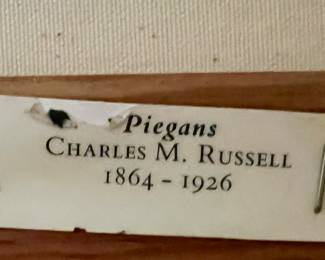 Piegans
Charles M. Russell
1864 – 1926